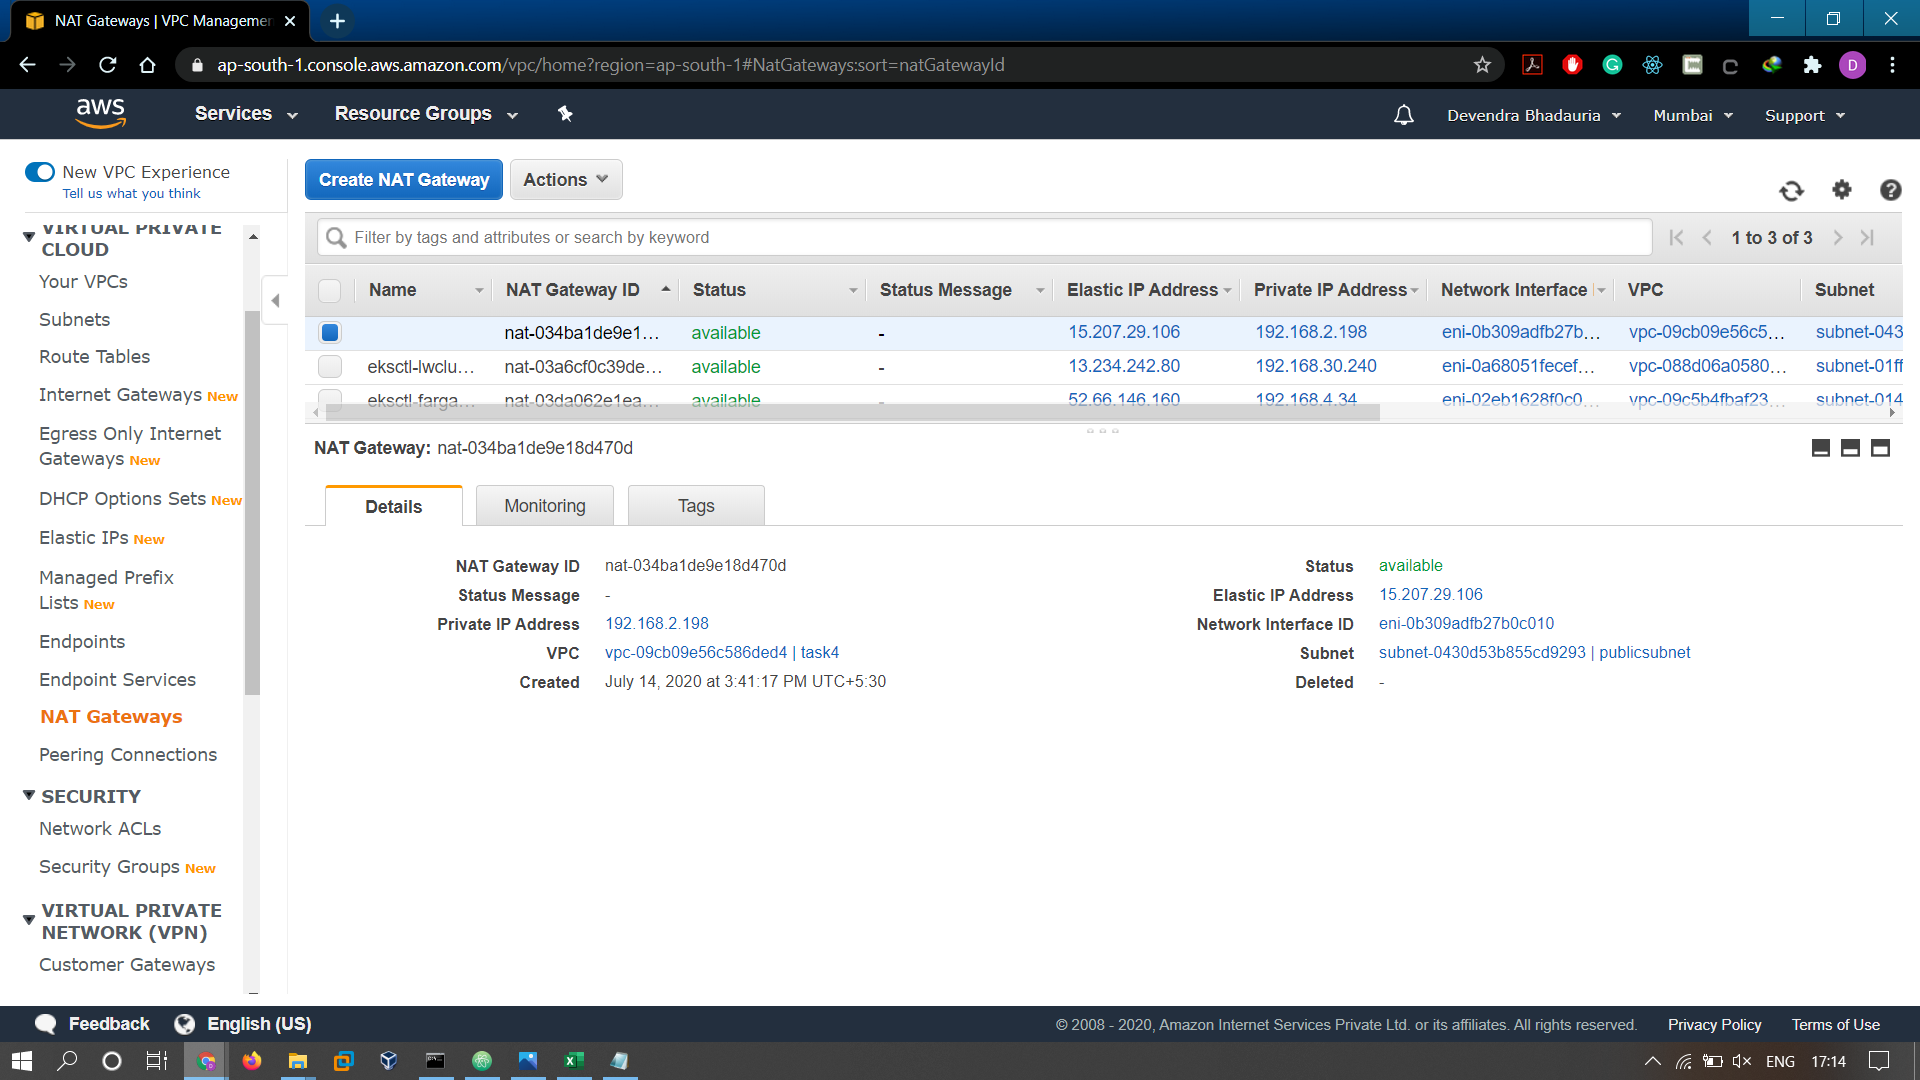 NAT Gateways | VPC Managemen
ap-south-1.console.aws.amazon.com/vpc/home?region=ap-south-1#NatGateways:sort=natGatewayId
D
aws Services Resource Groups Devendra Bhadauria Mumbai Support
New VPC Experience
Tell us what you think
VIRTUAL PRIVATE
CLOUD
Your VPCs
Subnets
Route Tables
Internet Gateways New
Egress Only Internet
Gateways New
DHCP Options Sets New
Elastic IPs New
Managed Prefix
Lists New
Endpoints
Endpoint Services
NAT Gateways
Peering Connections
SECURITY
Network ACLs
Security Groups New
VIRTUAL PRIVATE
NETWORK (VPN)
Customer Gateways
Create NAT Gateway Actions
Filter by tags and attributes or search by keyword 1 to 3 of 3
Name NAT Gateway ID Status Status Message Elastic IP Address Private IP Address Network Interface VPC Subnet
nat-034ba1de9e1... available - 15.207.29.106 192.168.2.198 eni-0b309adfb27b... vpc-09cb09e56c5... subnet-043
eksctl-lwclu... nat-03a6cf0c39de... available - 13.234.242.80 192.168.30.240 eni-0a68051fecef... vpc-088d06a0580... subnet-01ff
eksctl-farga... nat-03da062e1ea... available - 52.66.146.160 192.168.4.34 eni-02eb1628f0c0... vpc-09c5b4fbaf23... subnet-014
NAT Gateway: nat-034ba1de9e18d470d
Details Monitoring Tags
NAT Gateway ID nat-034ba1de9e18d470d Status available
Status Message - Elastic IP Address 15.207.29.106
Private IP Address 192.168.2.198 Network Interface ID eni-0b309adfb27b0c010
VPC vpc-09cb09e56c586ded4 | task4 Subnet subnet-0430d53b855cd9293 | publicsubnet
Created July 14, 2020 at 3:41:17 PM UTC+5:30 Deleted -
Feedback English (US) © 2008 - 2020, Amazon Internet Services Private Ltd. or its affiliates. All rights reserved. Privacy Policy Terms of Use
ENG 17:14